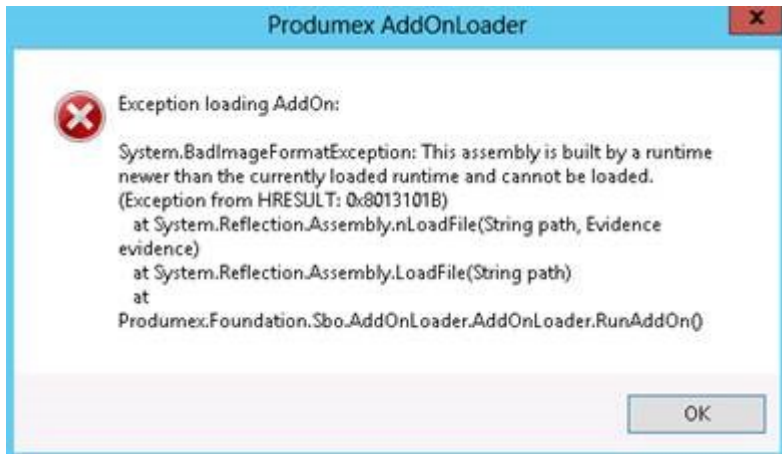 Produmex AddOnLoader
x
Exception loading AddOn:
System.BadImageFormatException: This assembly is built by a runtime
newer than the currently loaded runtime and cannot be loaded.
(Exception from HRESULT: 0x8013101B)
at System.Reflection.Assembly.nLoadFile(String path, Evidence
evidence)
at System.Reflection.Assembly.LoadFile(String path)
at
Produmex.Foundation.Sbo.AddOnLoader.AddOnLoader.RunAddOn()
OK